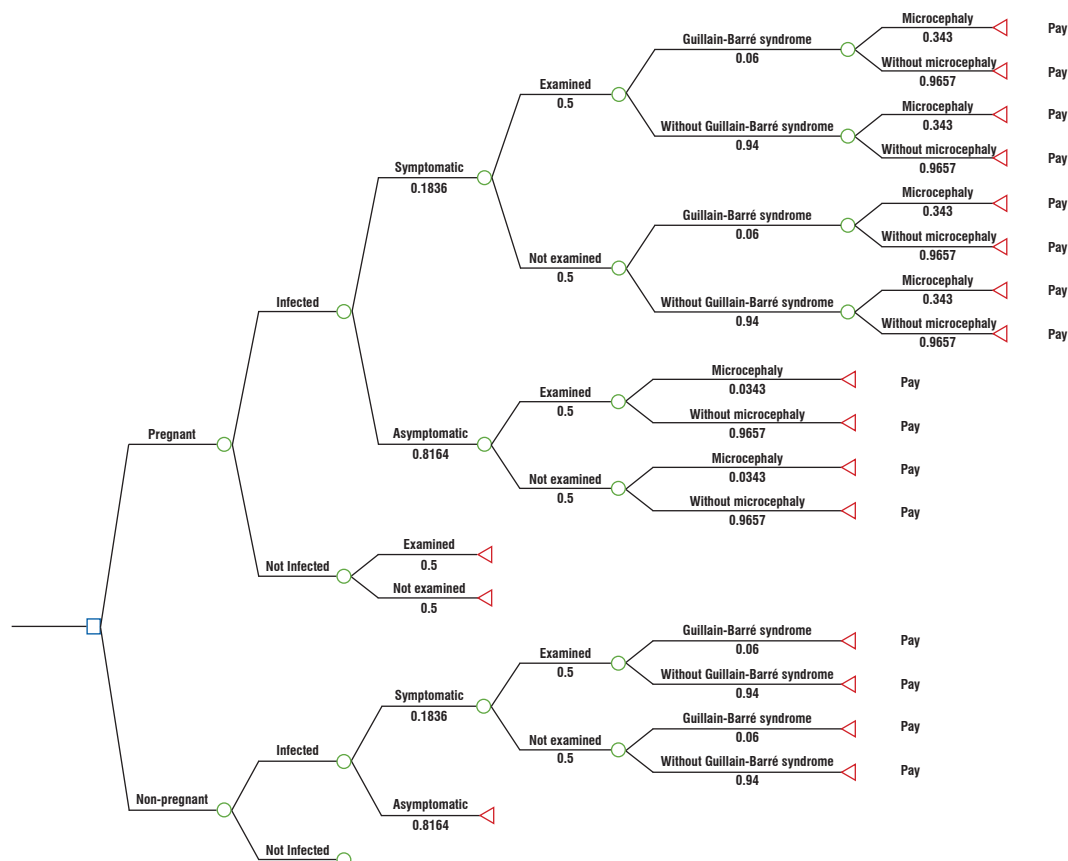 Microcephaly
0.343
Pay
Guillain-Barré syndrome
0.06
Without microcephaly
0.9657
Pay
Examined
0.5
Microcephaly
0.343
Pay
Without Guillain-Barré syndrome
0.94
Without microcephaly
0.9657
Pay
Symptomatic
0.1836
Microcephaly
0.343
Pay
Guillain-Barré syndrome
0.06
Without microcephaly
0.9657
Pay
Not examined
0.5
Microcephaly
0.343
Pay
Infected
Without Guillain-Barré syndrome
0.94
Without microcephaly
0.9657
Pay
Microcephaly
0.0343
Pay
Examined
0.5
Without microcephaly
0.9657
Pay
Pregnant
Asymptomatic
0.8164
Microcephaly
0.0343
Pay
Not examined
0.5
Without microcephaly
0.9657
Pay
Examined
0.5
Not Infected
Not examined
0.5
Guillain-Barré syndrome
0.06
Pay
Examined
0.5
Without Guillain-Barré syndrome
0.94
Pay
Symptomatic
0.1836
Guillain-Barré syndrome
0.06
Pay
Not examined
0.5
Infected
Without Guillain-Barré syndrome
0.94
Pay
Non-pregnant
Asymptomatic
0.8164
Not Infected